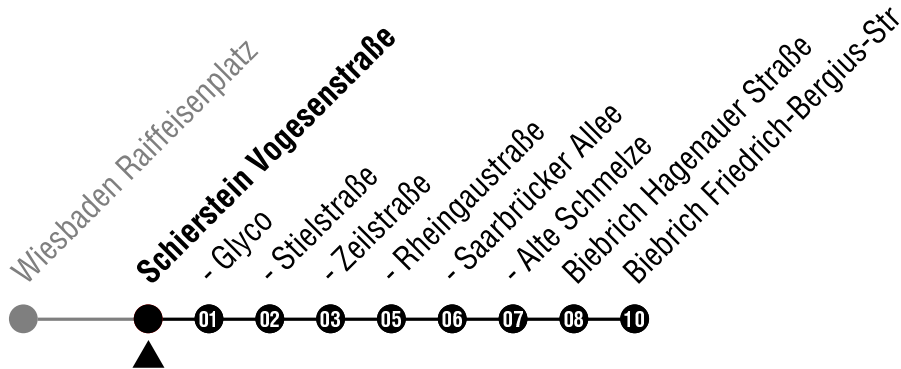 Wiesbaden Raiffeisenplatz
Schierstein Vogesenstraße
- Glyco
- Stielstraße
- Zeilstraße
- Rheingaustraße
- Saarbrücker Allee
- Alte Schmelze
Biebrich Hagenauer Straße
Biebrich Friedrich-Bergius-Str
01 02 03 05 06 07 08 10